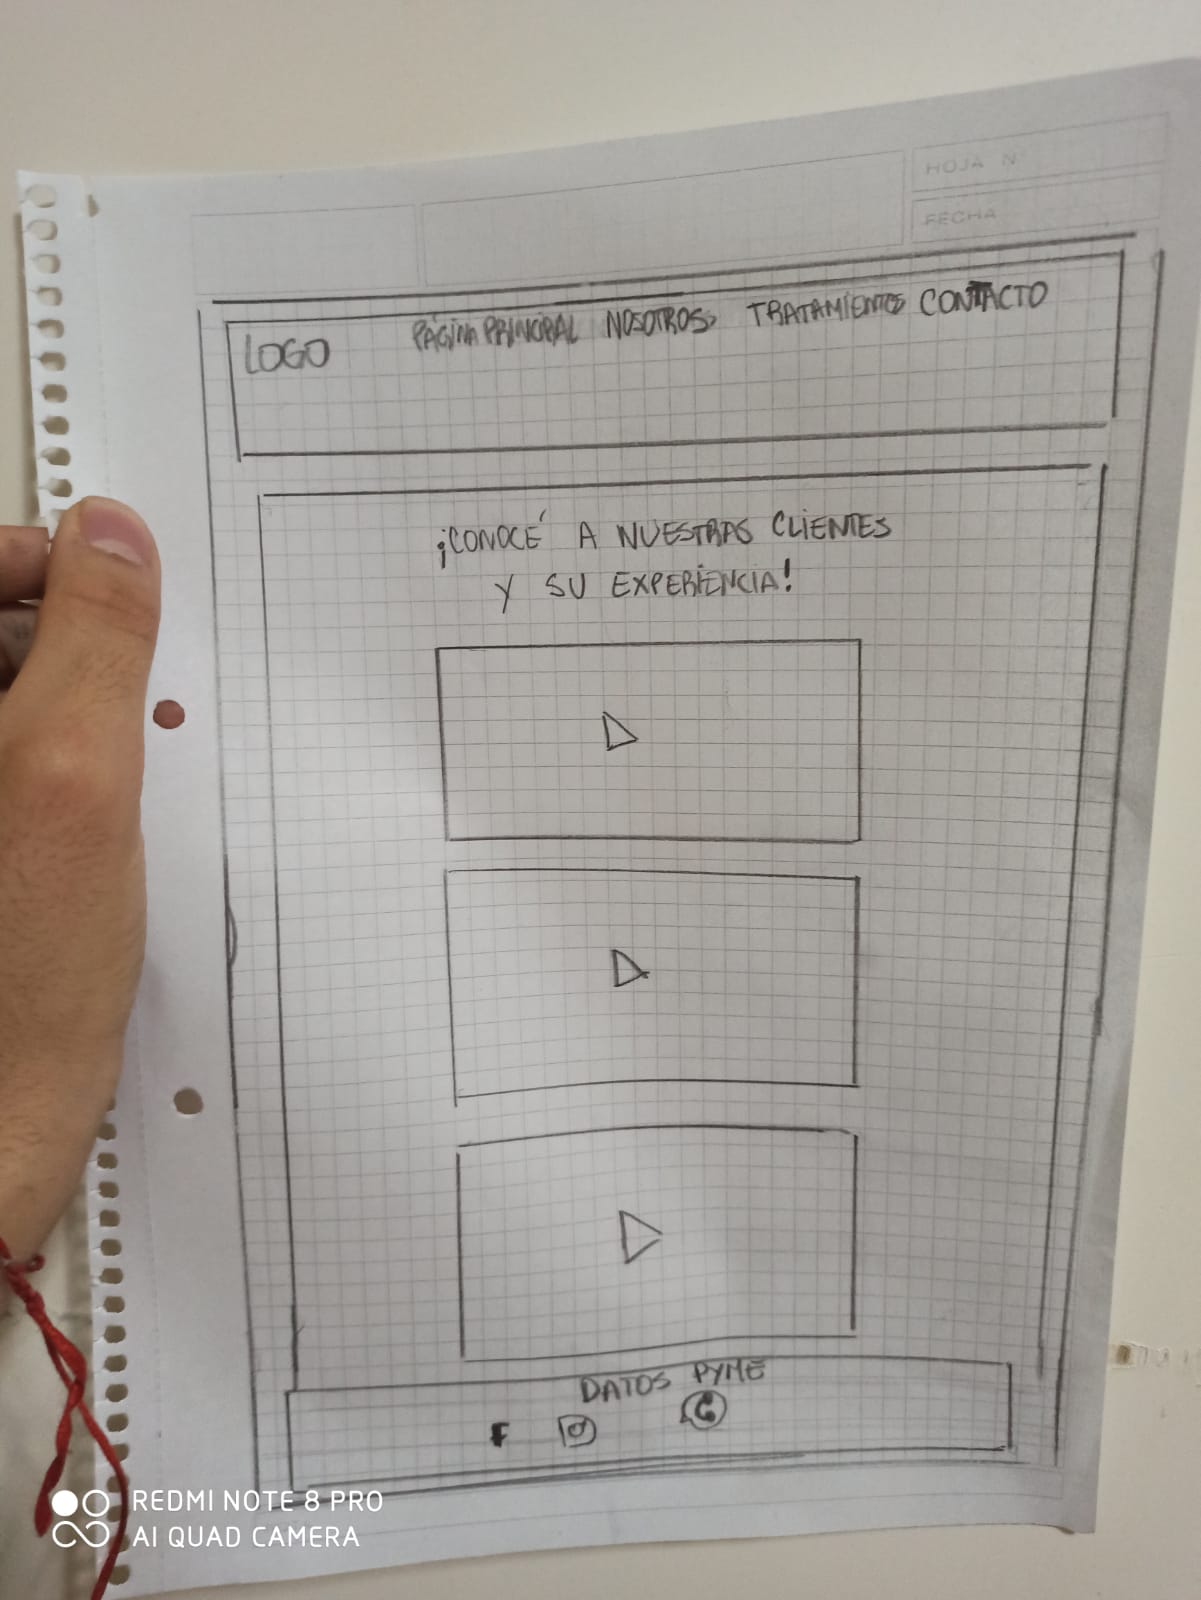 HOJA N°
FECHA
LOGO PÁGINA PRINCIPAL NOSOTROS TRATAMIENTOS CONTACTO
¡CONOCÉ A NUESTRAS CLIENTES
Y SU EXPERIENCIA!
DATOS PYME
F
REDMI NOTE 8 PRO
AI QUAD CAMERA